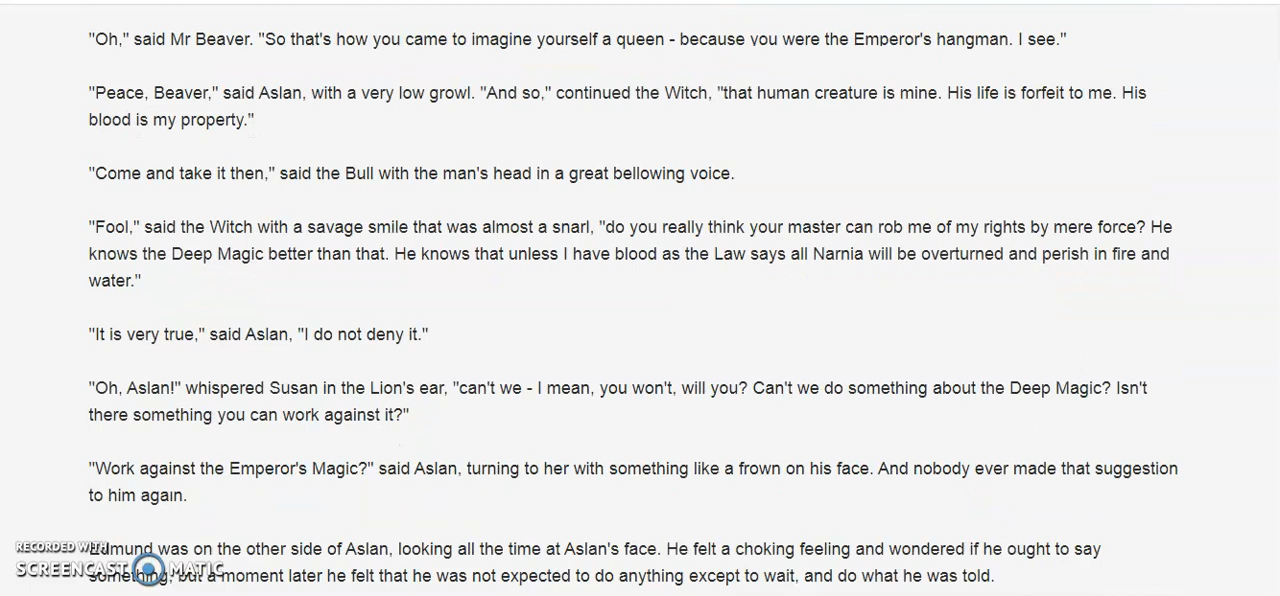 "Oh," said Mr Beaver. "So that's how you came to imagine yourself a queen - because you were the Emperor's hangman. I see."
"Peace, Beaver," said Aslan, with a very low growl. "And so," continued the Witch, "that human creature is mine. His life is forfeit to me. His
blood is my property."
"Come and take it then," said the Bull with the man's head in a great bellowing voice.
"Fool," said the Witch with a savage smile that was almost a snarl, "do you really think your master can rob me of my rights by mere force? He
knows the Deep Magic better than that. He knows that unless I have blood as the Law says all Narnia will be overturned and perish in fire and
water."
"It is very true," said Aslan, "I do not deny it."
"Oh, Aslan!" whispered Susan in the Lion's ear, "can't we - I mean, you won't, will you? Can't we do something about the Deep Magic? Isn't
there something you can work against it?"
"Work against the Emperor's Magic?" said Aslan, turning to her with something like a frown on his face. And nobody ever made that suggestion
to him again.
Edmund was on the other side of Aslan, looking all the time at Aslan's face. He felt a choking feeling and wondered if he ought to say
something, but a moment later he felt that he was not expected to do anything except to wait, and do what he was told.
RECORDED WITH
SCREENCAST MATIC